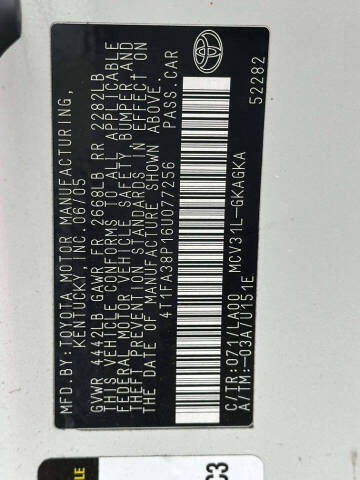 MFD.BY:TOYOTA MOTOR MANUFACTURING,
KENTUCKY, INC.06/05
GVWR 4442LB GAWR FR 2668LB RR 2282LB
THIS VEHICLE CONFORMS TO ALL APPLICABLE
FEDERAL MOTOR VEHICLE SAFETY, BUMPER AND
THEFT PREVENTION STANDARDS IN EFFECT ON
THE DATE OF MANUFACTURE SHOWN ABOVE.
4T1FA38P16U077256 PASS.CAR
C/TR:071/LA00 MCV31L-GKAGKA
A/TM:-03A/U151E
52282
C3